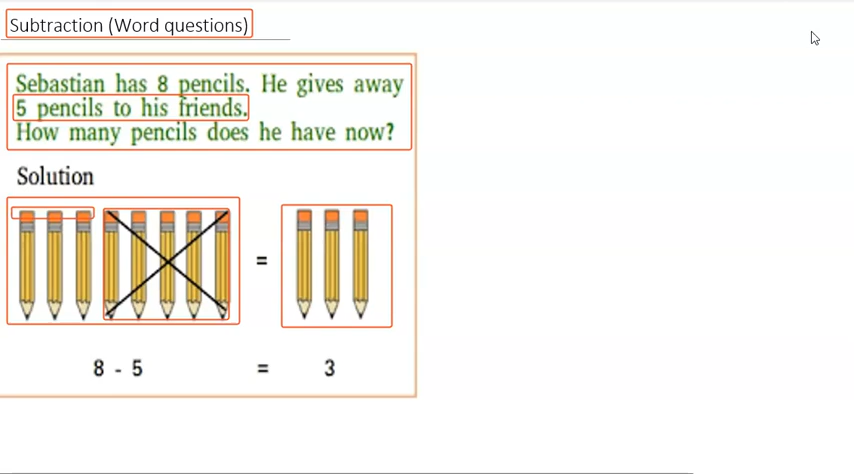 Subtraction (Word questions)
Sebastian has 8 pencils. He gives away
5 pencils to his friends.
How many pencils does he have now?
Solution
=
8 - 5 = 3